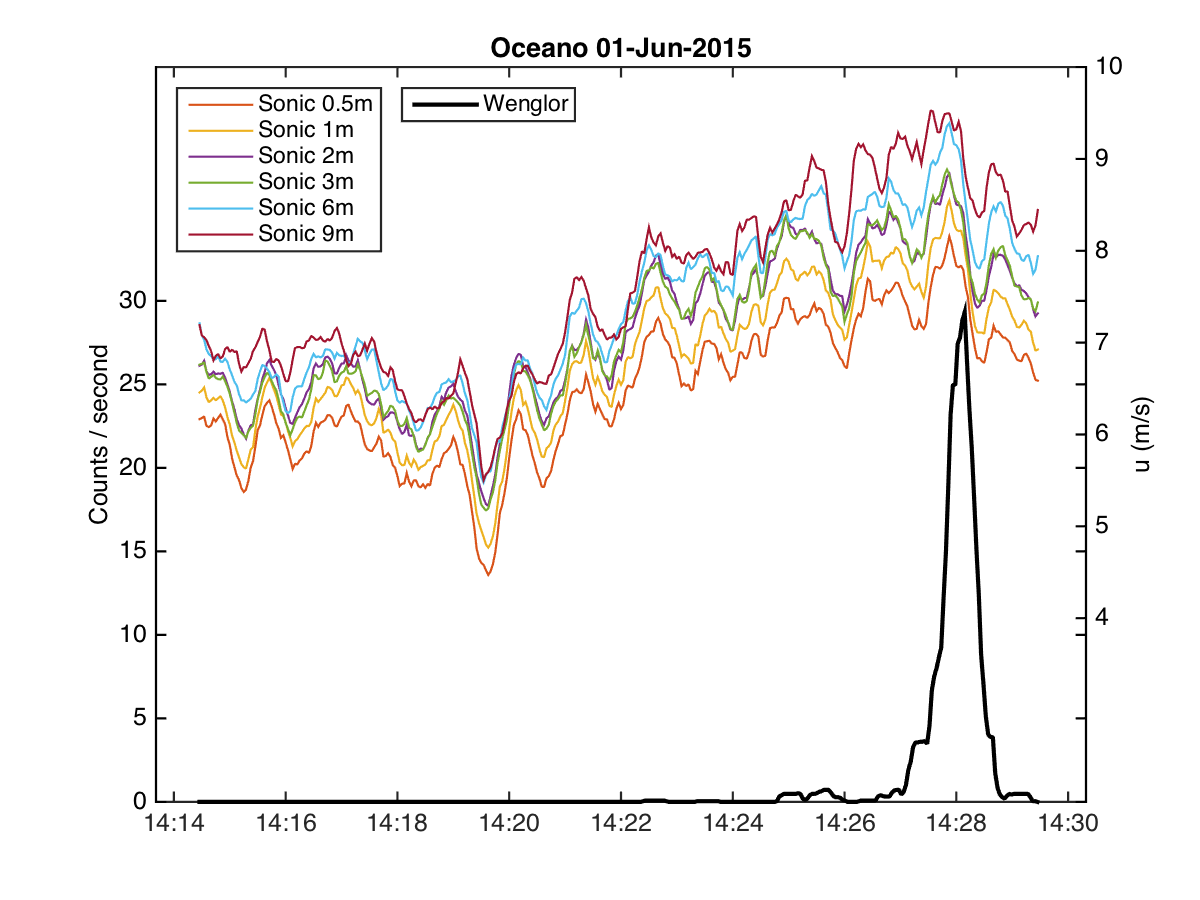 Oceano 01-Jun-2015
Sonic 0.5m
Sonic 1m
Sonic 2m
Sonic 3m
Sonic 6m
Sonic 9m
Wenglor
Counts / second
30
25
20
15
10
5
0
10
9
8
7
6
5
4
u (m/s)
14:14 14:16 14:18 14:20 14:22 14:24 14:26 14:28 14:30